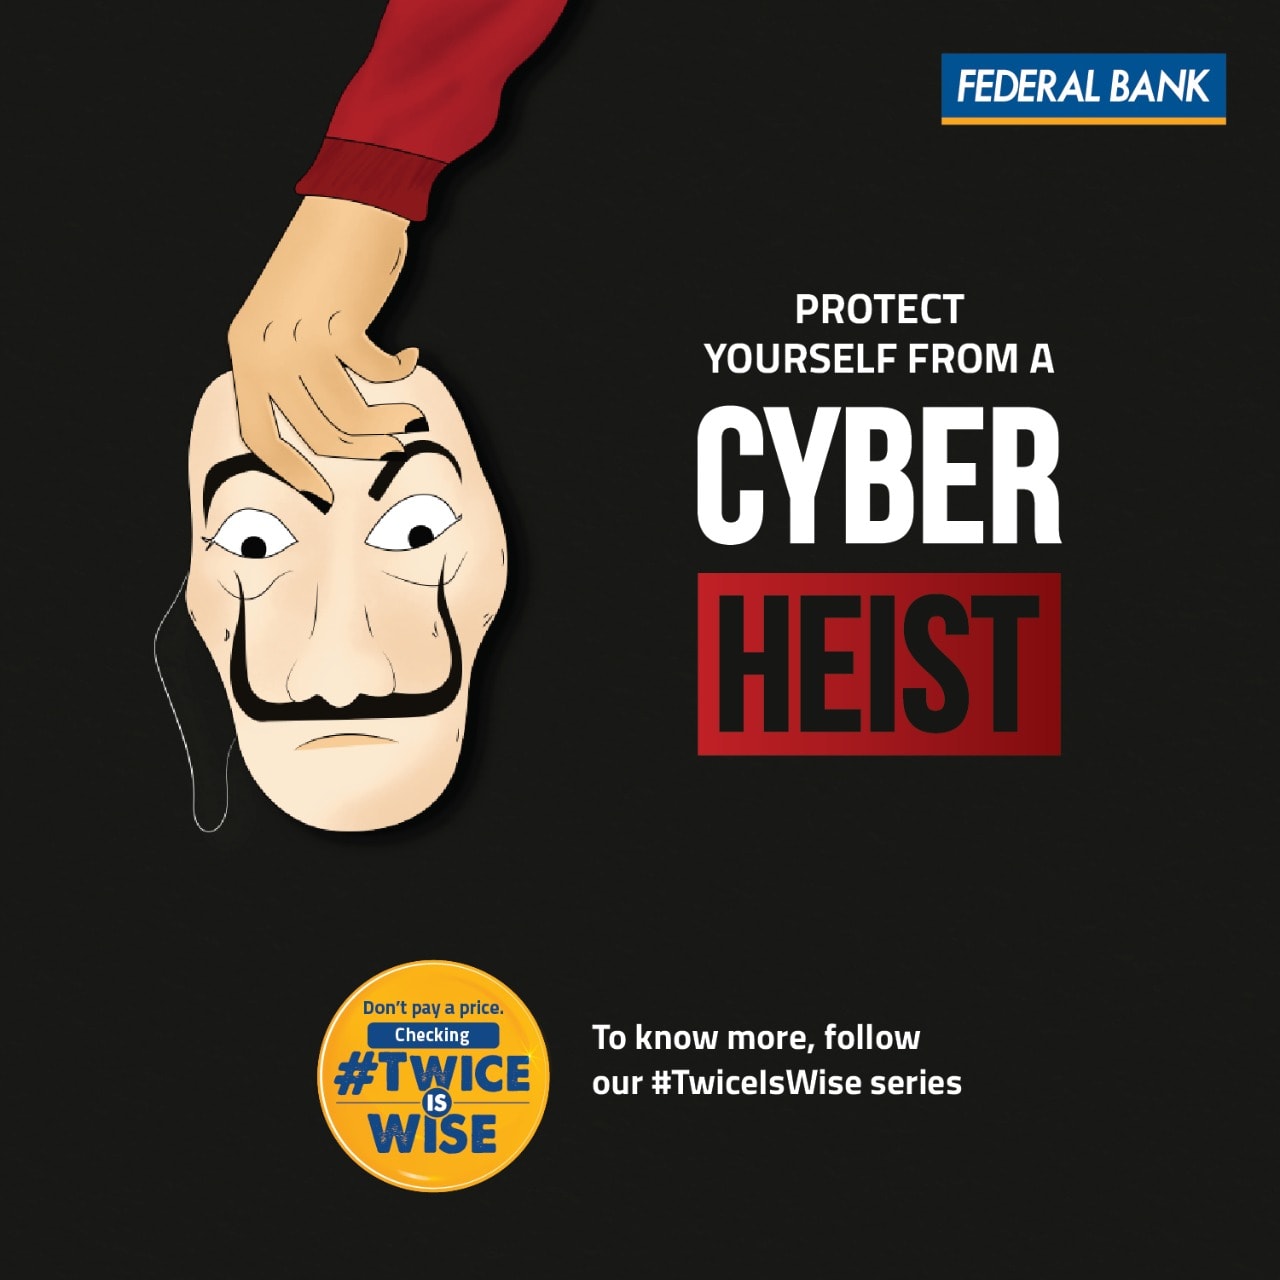 FEDERAL BANK
PROTECT
YOURSELF FROM A
CYBER
HEIST
Don't pay a price.
Checking
#TWICE
IS
WISE
To know more, follow
our #TwiceIsWise series